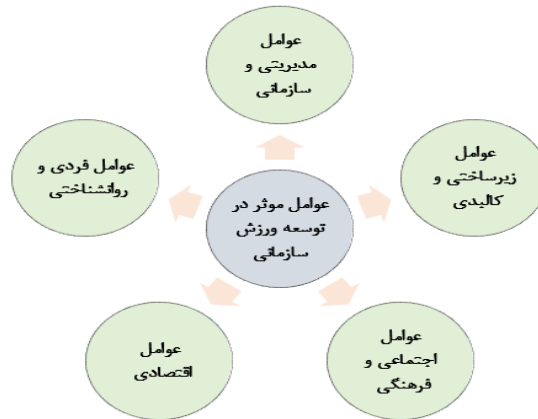 عوامل
مدیریتی و
سازمانی
عوامل
زیرساختی و
کالبدی
عوامل فردی و
روانشناختی
عوامل موثر در
توسعه ورزش
سازمانی
عوامل
اجتماعی و
فرهنگی
عوامل
اقتصادی